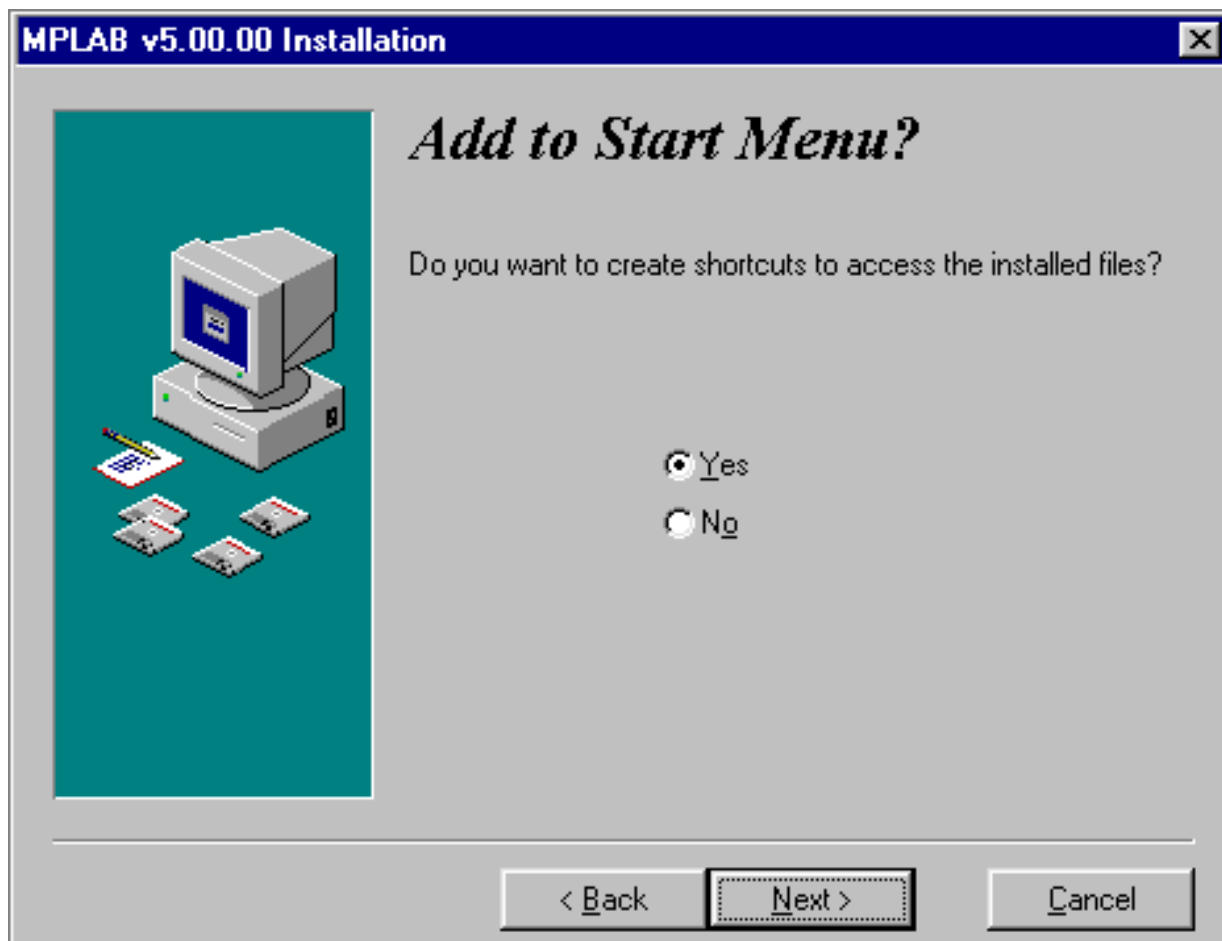 MPLAB v5.00.00 Installation
Add to Start Menu?
Do you want to create shortcuts to access the installed files?
Yes
No
< Back Next > Cancel